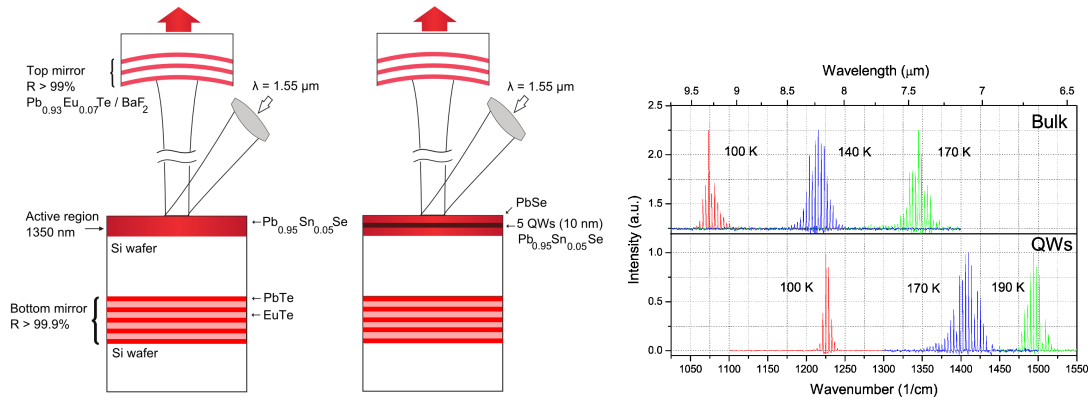 Top mirror
R > 99%
Pb0.93Eu0.07Te / BaF2
λ = 1.55 µm
Active region
1350 nm
Pb0.95Sn0.05Se
Si wafer
Bottom mirror
R > 99.9%
PbTe
EuTe
Si wafer
λ = 1.55 µm
PbSe
5 QWs (10 nm)
Pb0.95Sn0.05Se
Wavelength (µm)
9.5 9 8.5 8 7.5 7 6.5
Bulk
100 K 140 K 170 K
2.5
2.0
1.5
QWs
100 K 170 K 190 K
1.0
0.5
0.0
Intensity (a.u.)
1050 1100 1150 1200 1250 1300 1350 1400 1450 1500 1550
Wavenumber (1/cm)